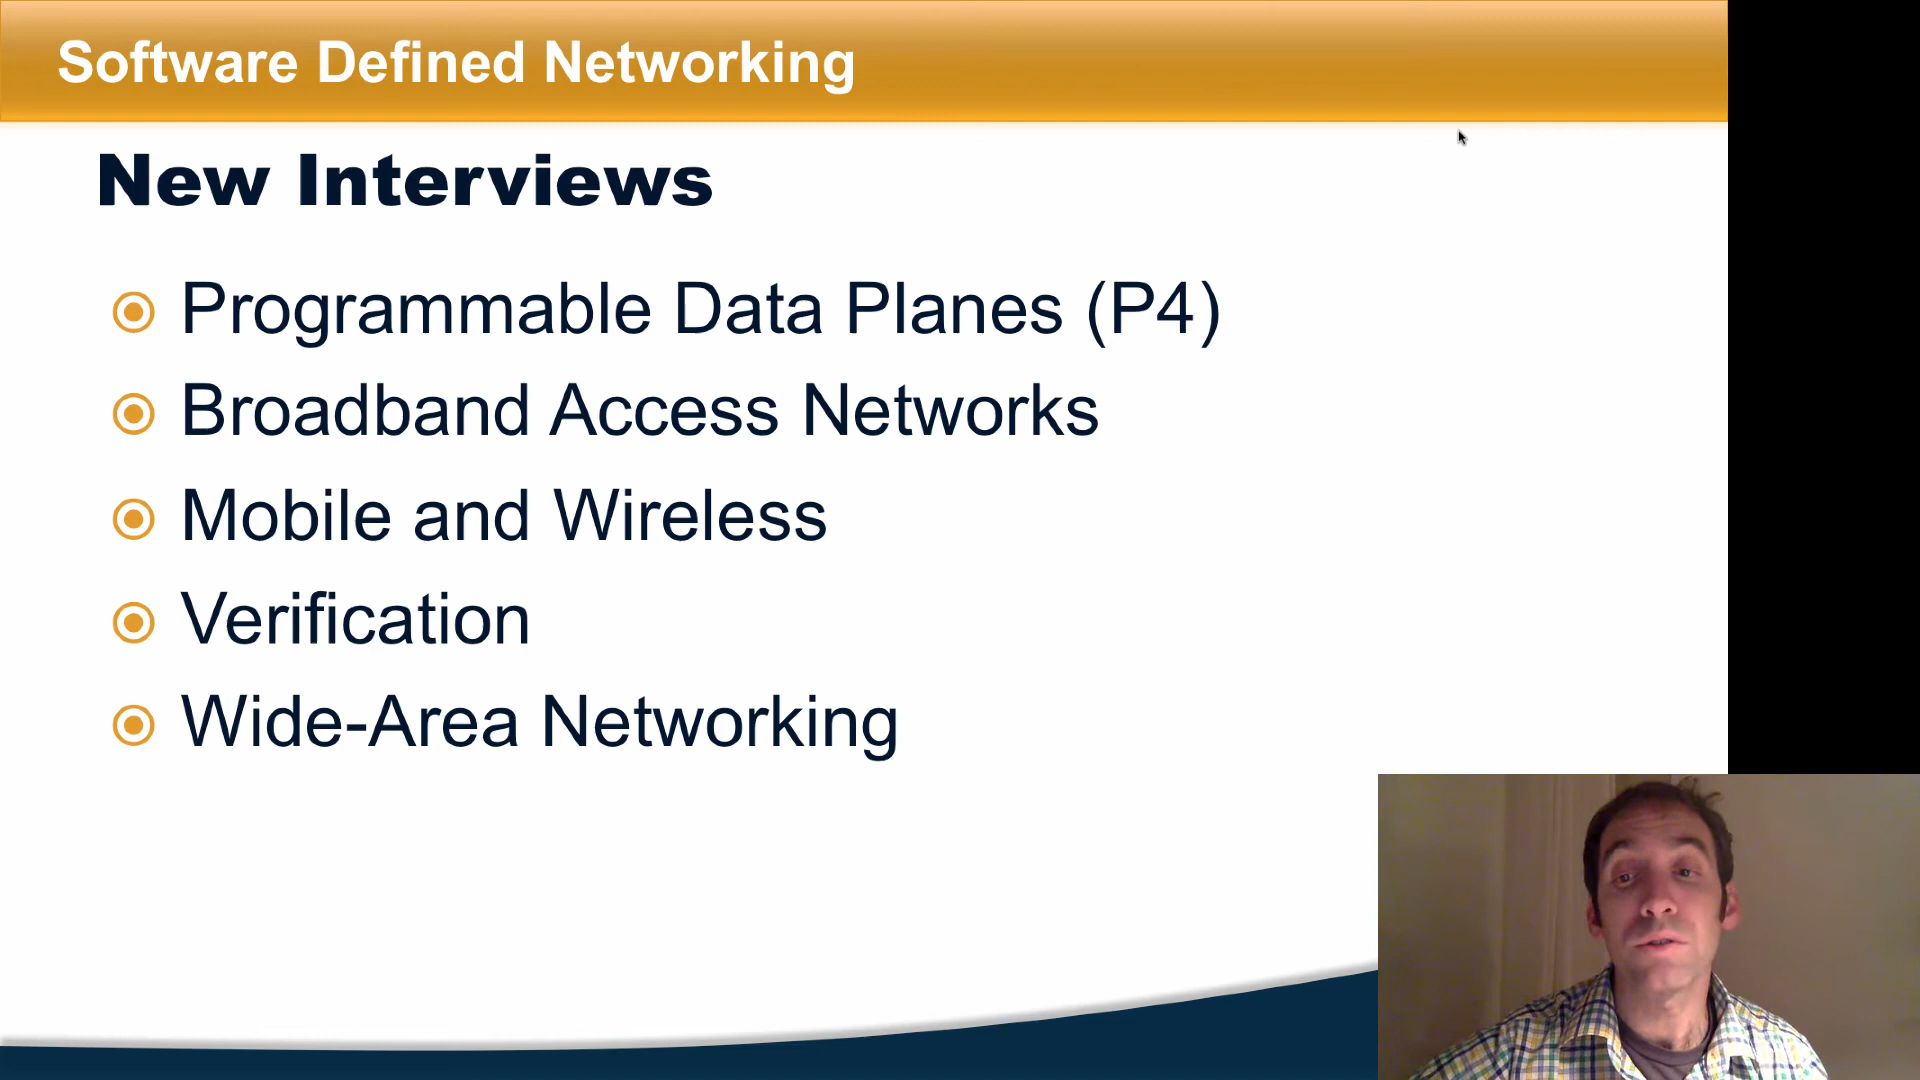 Software Defined Networking
New Interviews
Programmable Data Planes (P4)
Broadband Access Networks
Mobile and Wireless
Verification
Wide-Area Networking